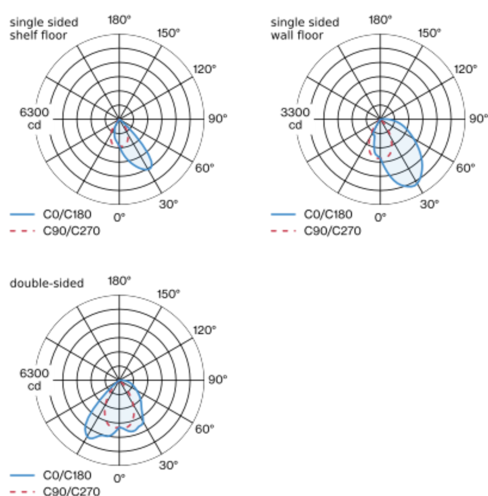 single sided
shelf floor
180°
150°
120°
6300
cd
90°
60°
30°
0°
C0/C180
C90/C270
single sided
wall floor
180°
150°
120°
3300
cd
90°
60°
30°
0°
C0/C180
C90/C270
double-sided
180°
150°
120°
6300
cd
90°
60°
30°
0°
C0/C180
C90/C270